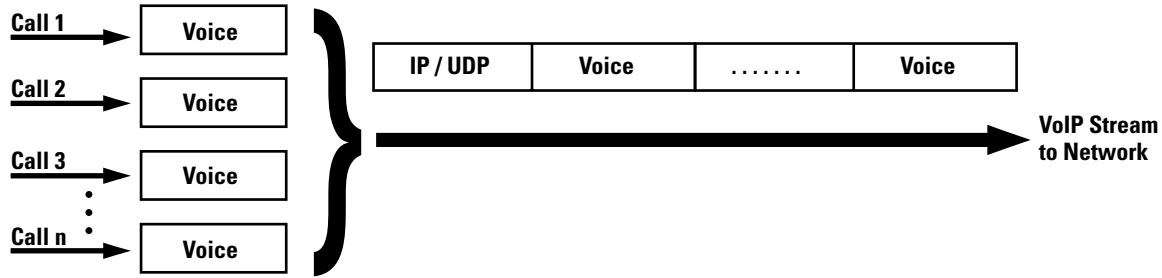 Call 1
Voice
Call 2
Voice
Call 3
Voice
Call n
Voice
IP / UDP
Voice
.......
Voice
VoIP Stream
to Network